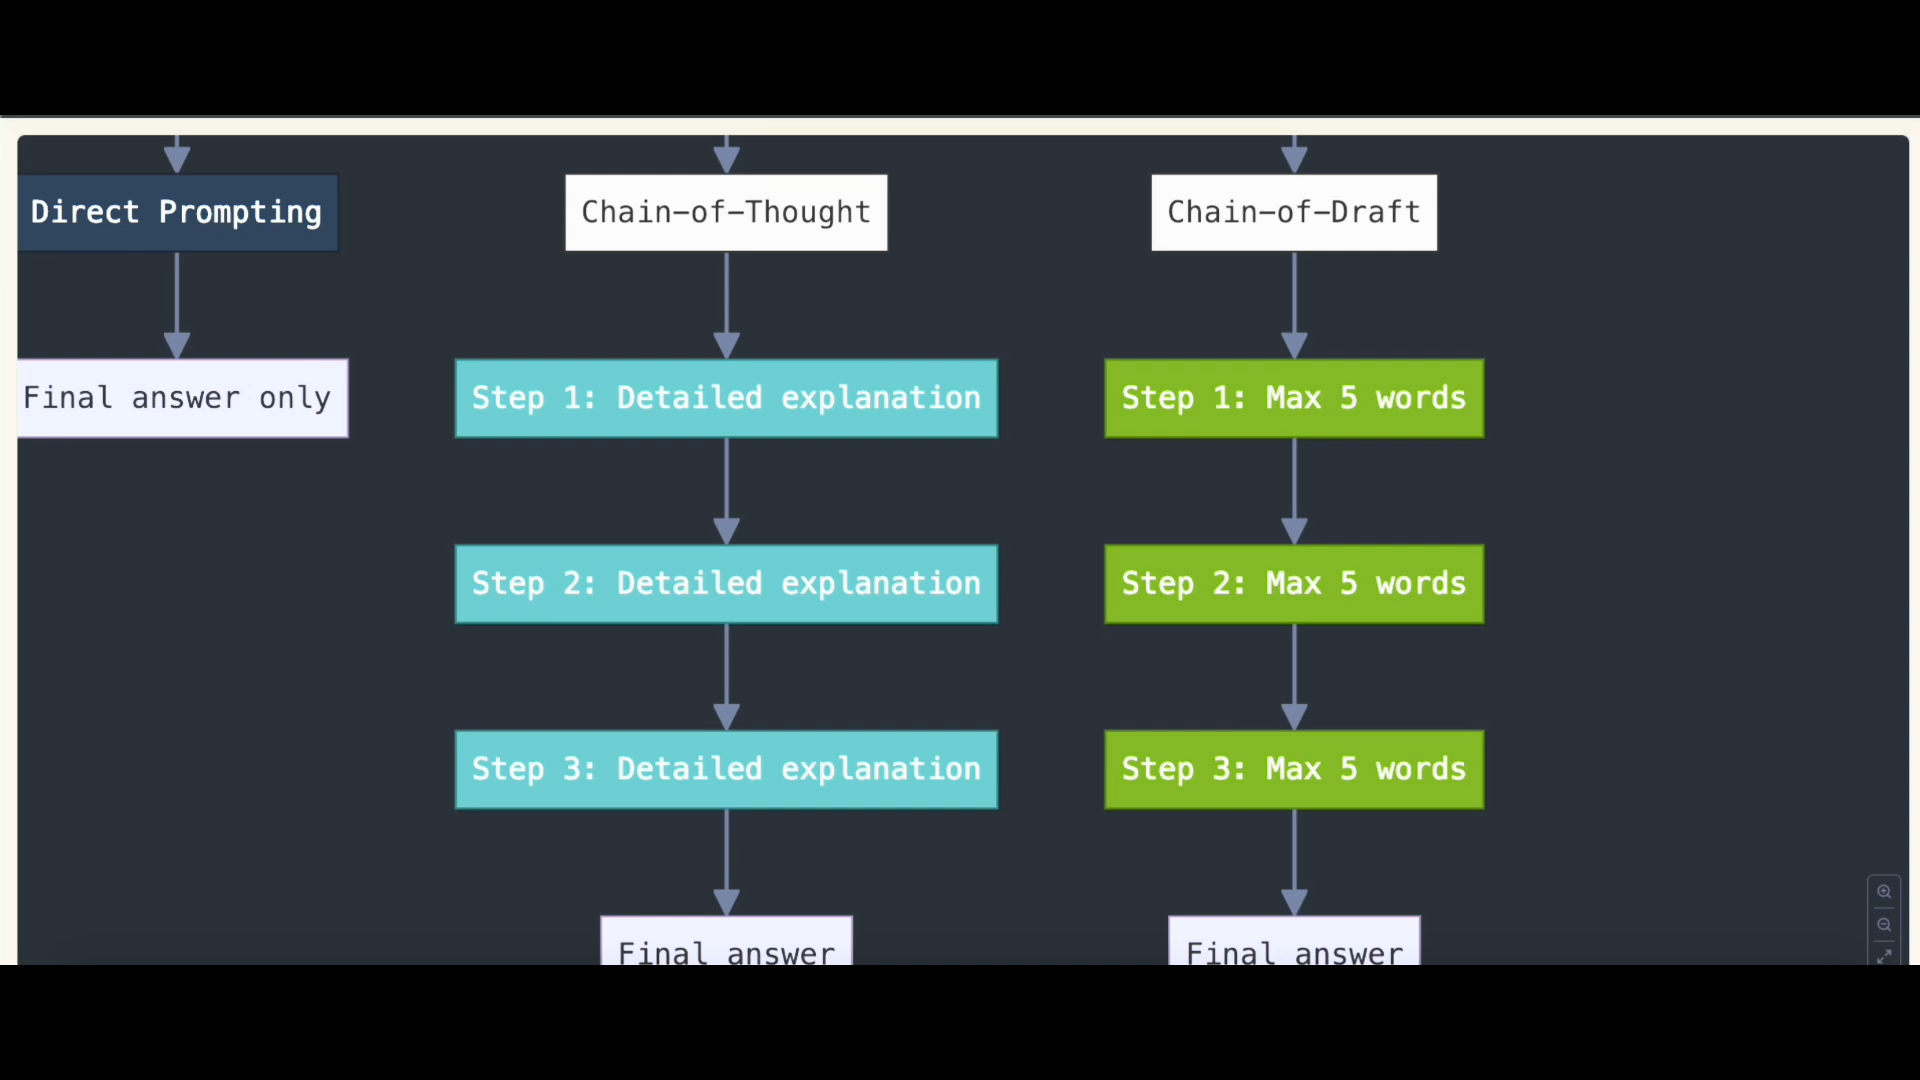 Direct Prompting
Chain-of-Thought
Chain-of-Draft
Final answer only
Step 1: Detailed explanation
Step 1: Max 5 words
Step 2: Detailed explanation
Step 2: Max 5 words
Step 3: Detailed explanation
Step 3: Max 5 words
Final answer
Final answer